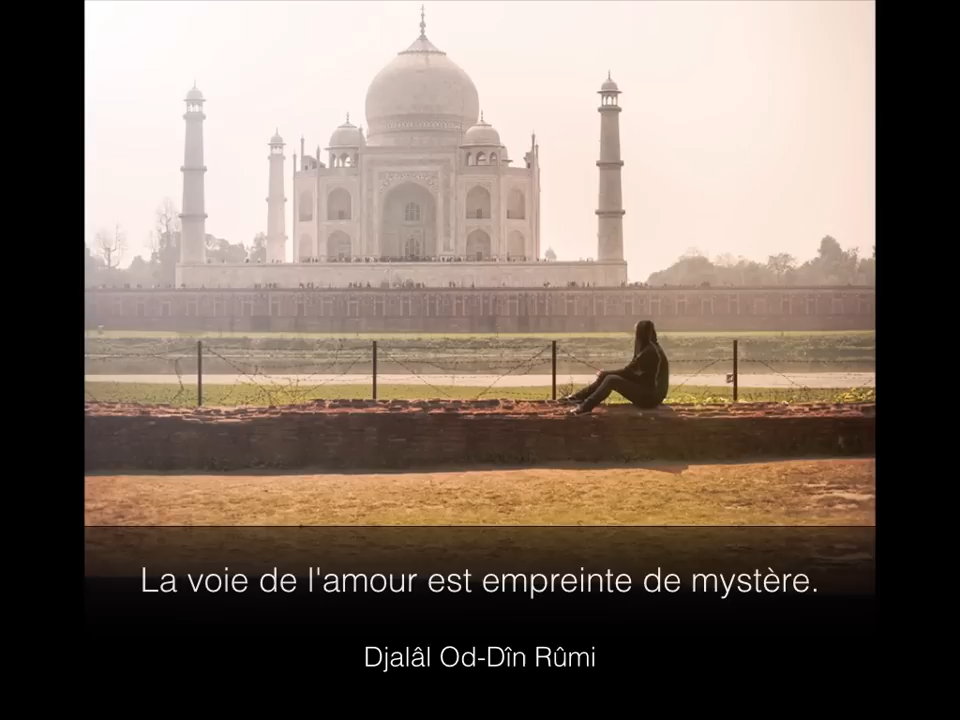 La voie de l'amour est empreinte de mystère.
Djalâl Od-Dîn Rûmi